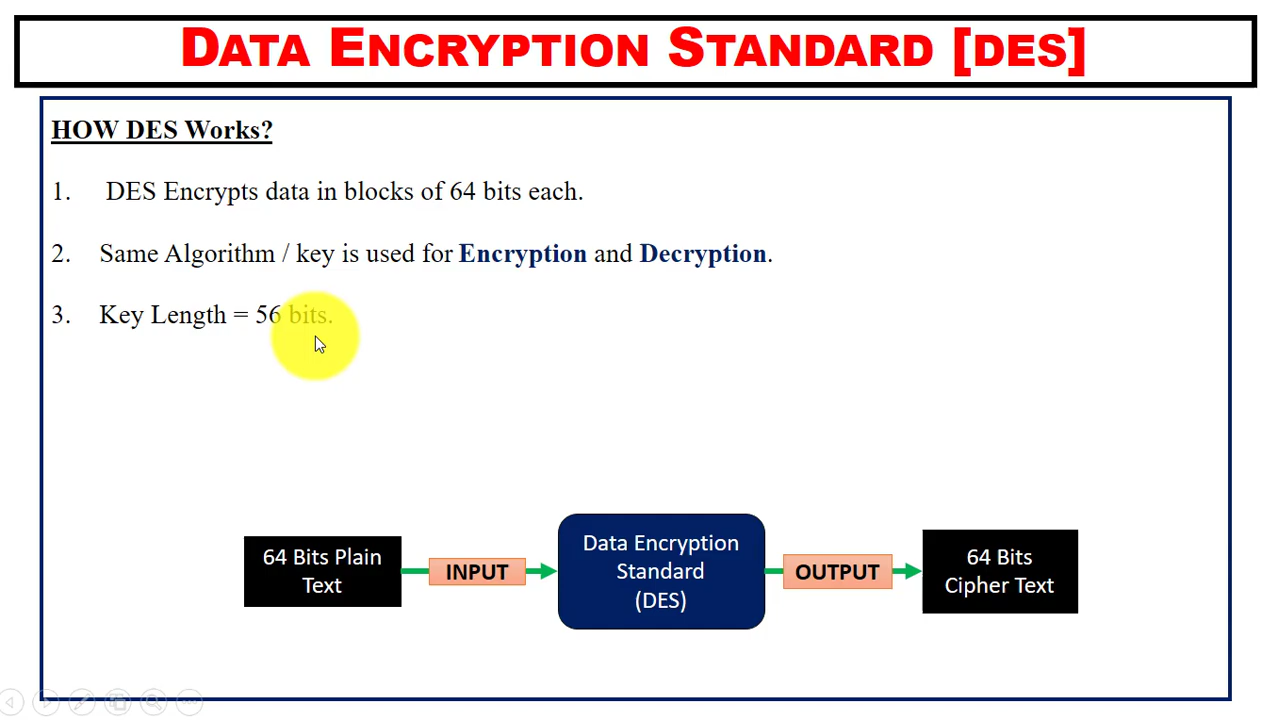 DATA ENCRYPTION STANDARD [DES]
HOW DES Works?
1. DES Encrypts data in blocks of 64 bits each.
2. Same Algorithm / key is used for Encryption and Decryption.
3. Key Length = 56 bits.
64 Bits Plain
Text
INPUT
Data Encryption
Standard
(DES)
OUTPUT
64 Bits
Cipher Text